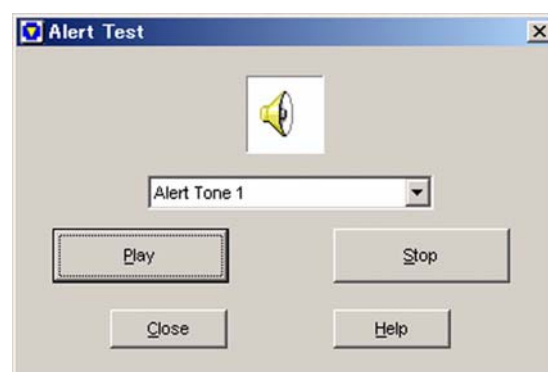 Alert Test
Alert Tone 1
Play
Stop
Close
Help